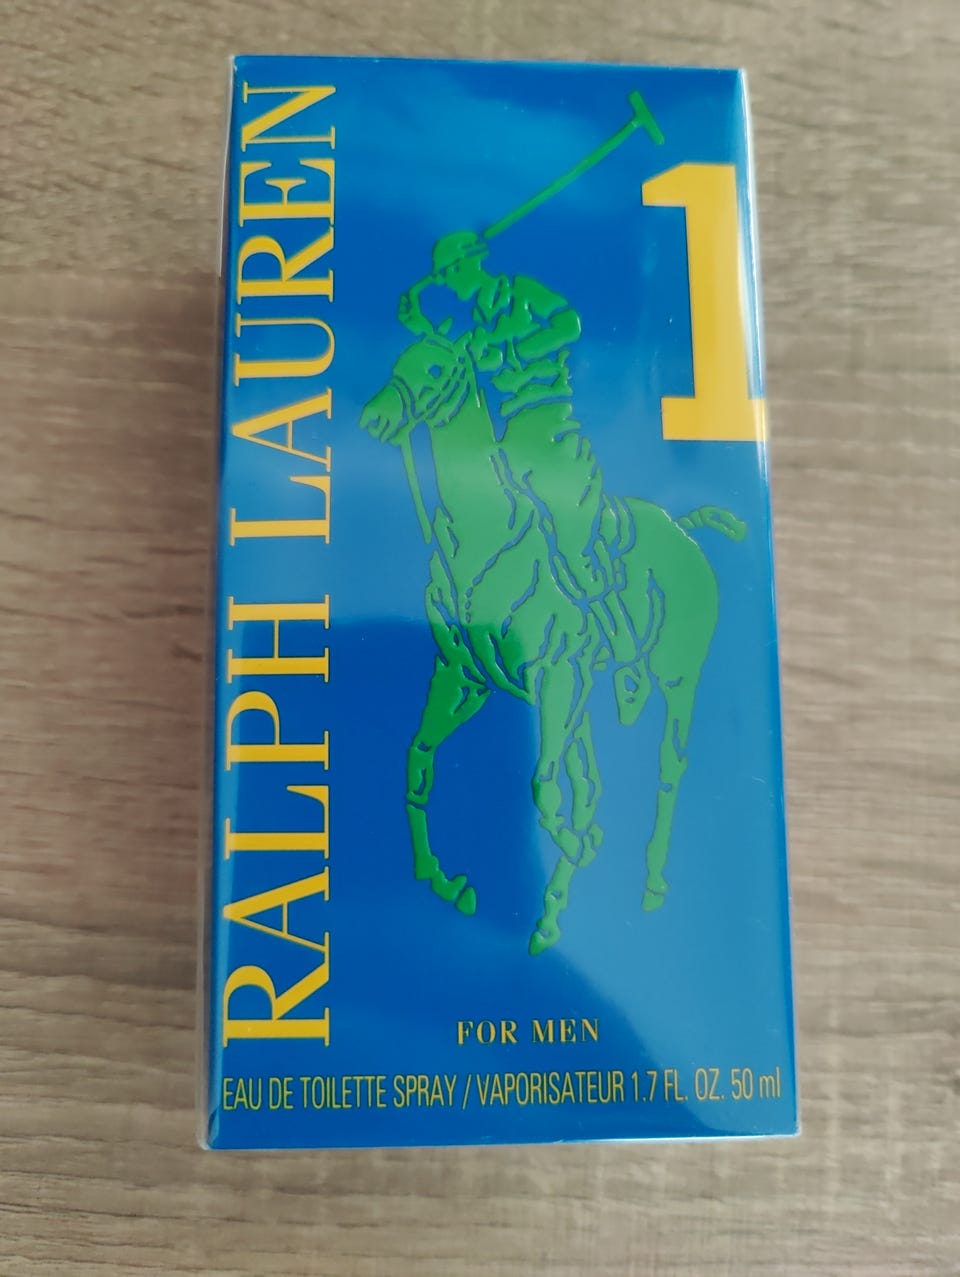 RALPH LAUREN
1
FOR MEN
EAU DE TOILETTE SPRAY / VAPORISATEUR 1.7 FL. OZ. 50 ml